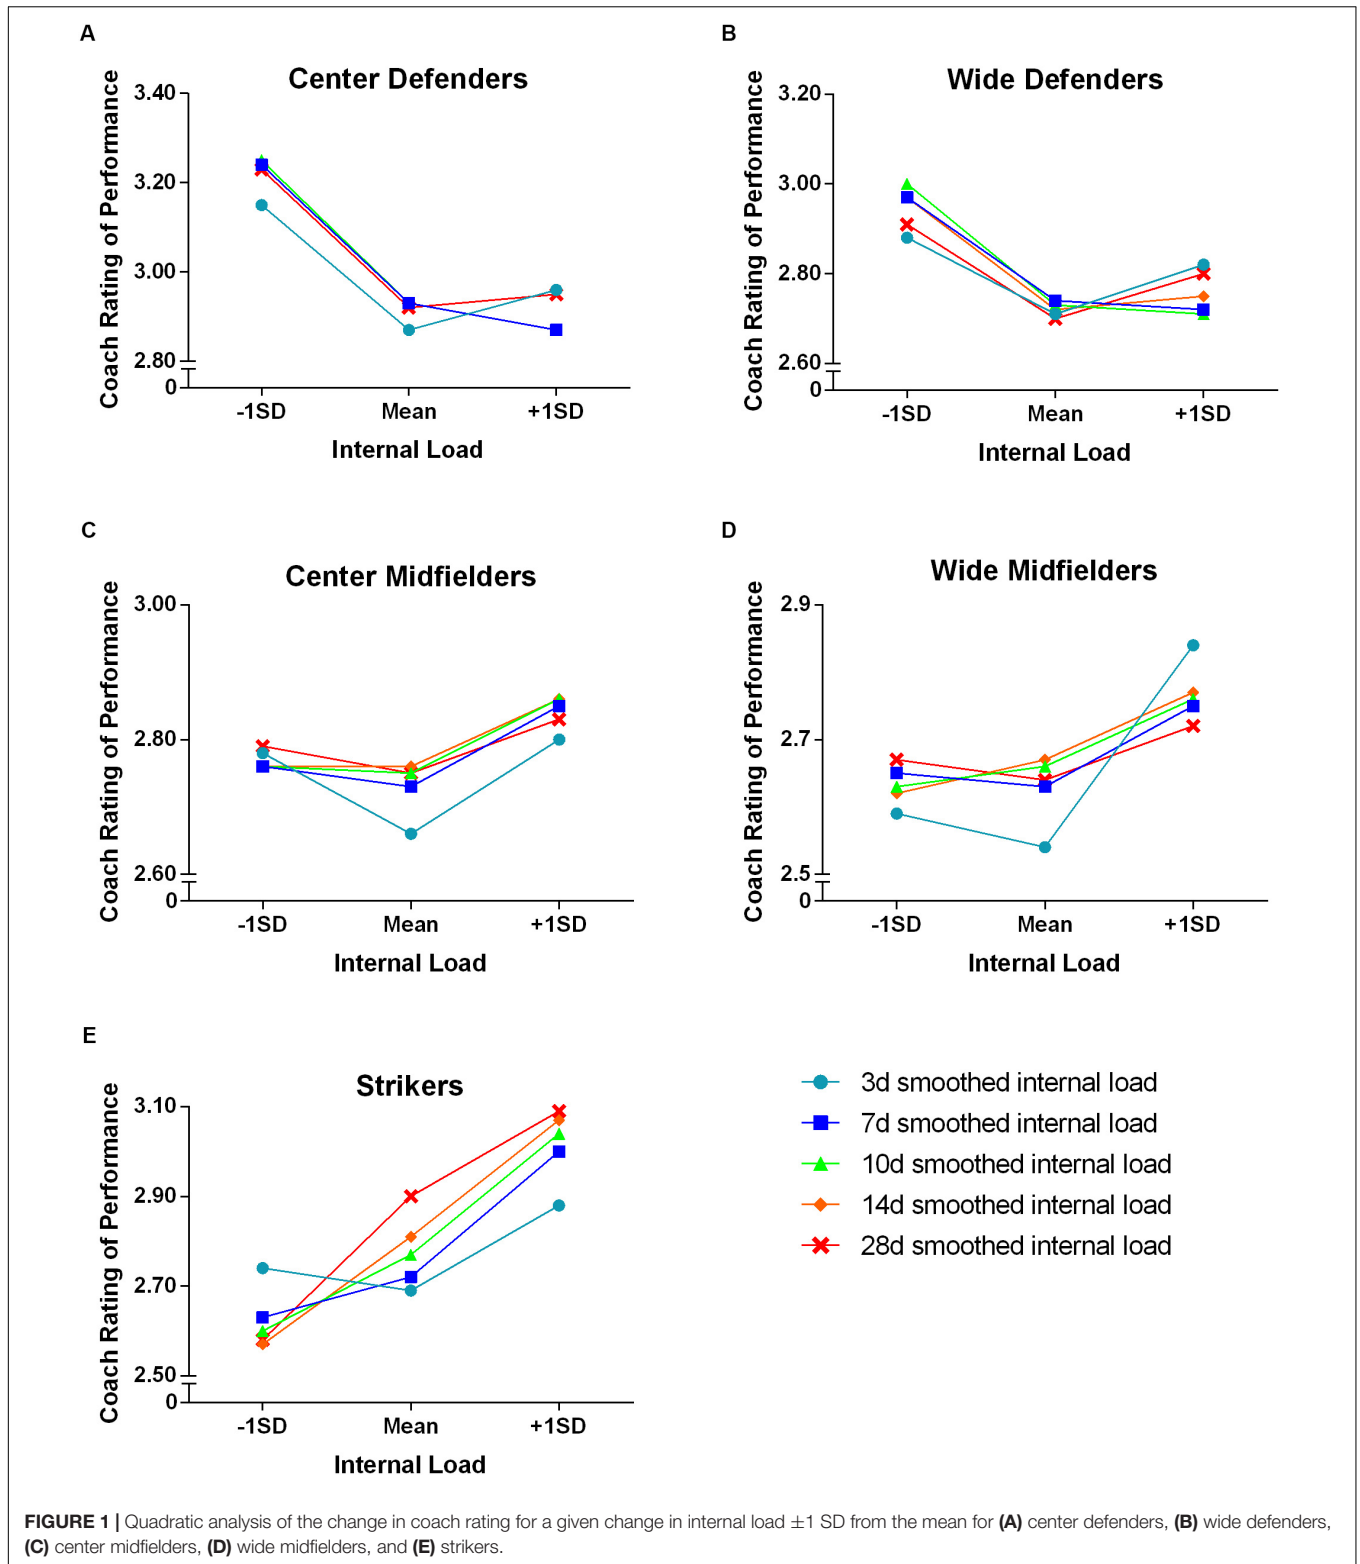 A
Center Defenders
Coach Rating of Performance
3.40
3.20
3.00
2.80
0
-1SD Mean +1SD
Internal Load
B
Wide Defenders
Coach Rating of Performance
3.20
3.00
2.80
2.60
0
-1SD Mean +1SD
Internal Load
C
Center Midfielders
Coach Rating of Performance
3.00
2.80
2.60
0
-1SD Mean +1SD
Internal Load
D
Wide Midfielders
Coach Rating of Performance
2.9
2.7
2.5
0
-1SD Mean +1SD
Internal Load
E
Strikers
Coach Rating of Performance
3.10
2.90
2.70
2.50
0
-1SD Mean +1SD
Internal Load
3d smoothed internal load
7d smoothed internal load
10d smoothed internal load
14d smoothed internal load
28d smoothed internal load
FIGURE 1 | Quadratic analysis of the change in coach rating for a given change in internal load ±1 SD from the mean for (A) center defenders, (B) wide defenders,
(C) center midfielders, (D) wide midfielders, and (E) strikers.